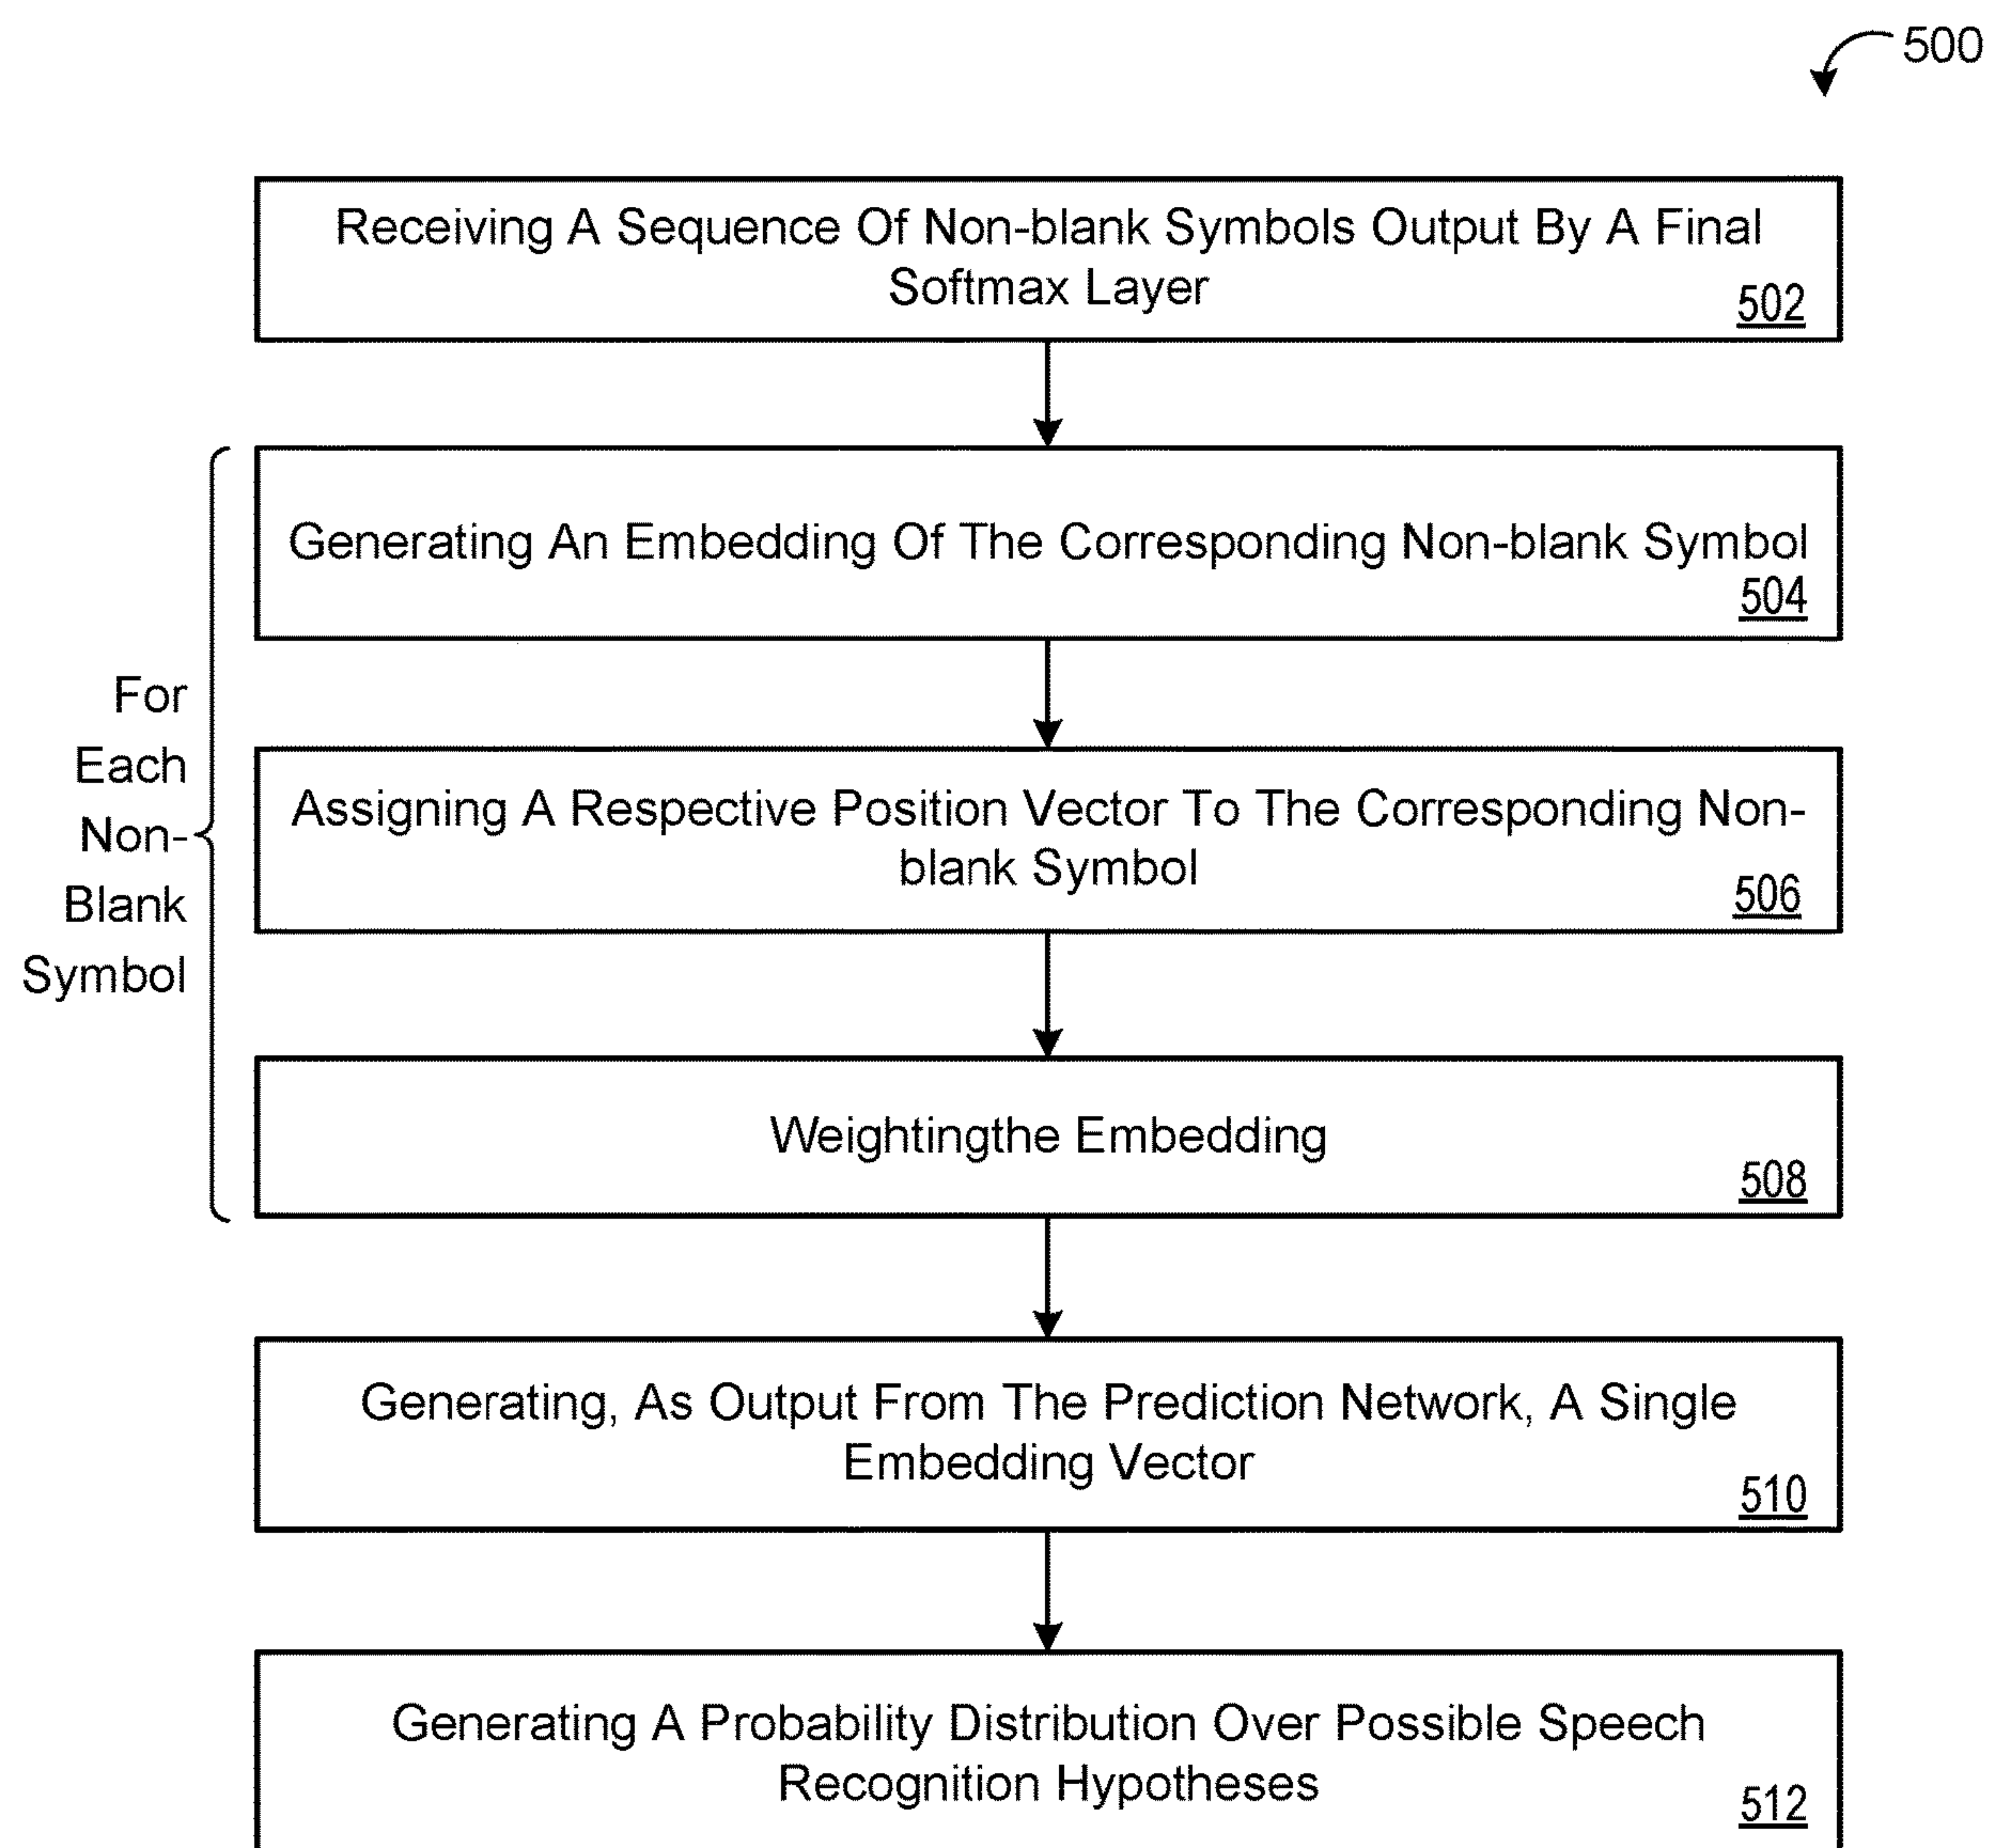 500
Receiving A Sequence Of Non-blank Symbols Output By A Final
Softmax Layer
502
Generating An Embedding Of The Corresponding Non-blank Symbol
504
For
Each
Non-
Blank
Symbol
Assigning A Respective Position Vector To The Corresponding Non-
blank Symbol
506
Weightingthe Embedding
508
Generating, As Output From The Prediction Network, A Single
Embedding Vector
510
Generating A Probability Distribution Over Possible Speech
Recognition Hypotheses
512